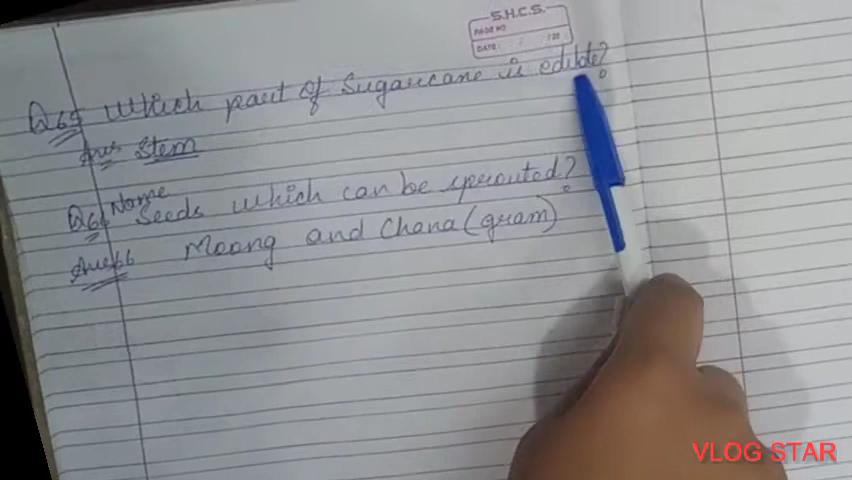 S.H.C.S.
PAGE NO
DATE: / /20
Q65 Which part of Sugarcane is edible?
Ans Stem
Q66 Name Seeds which can be sprouted?
Ans66 Moong and Chana (gram)
VLOG STAR